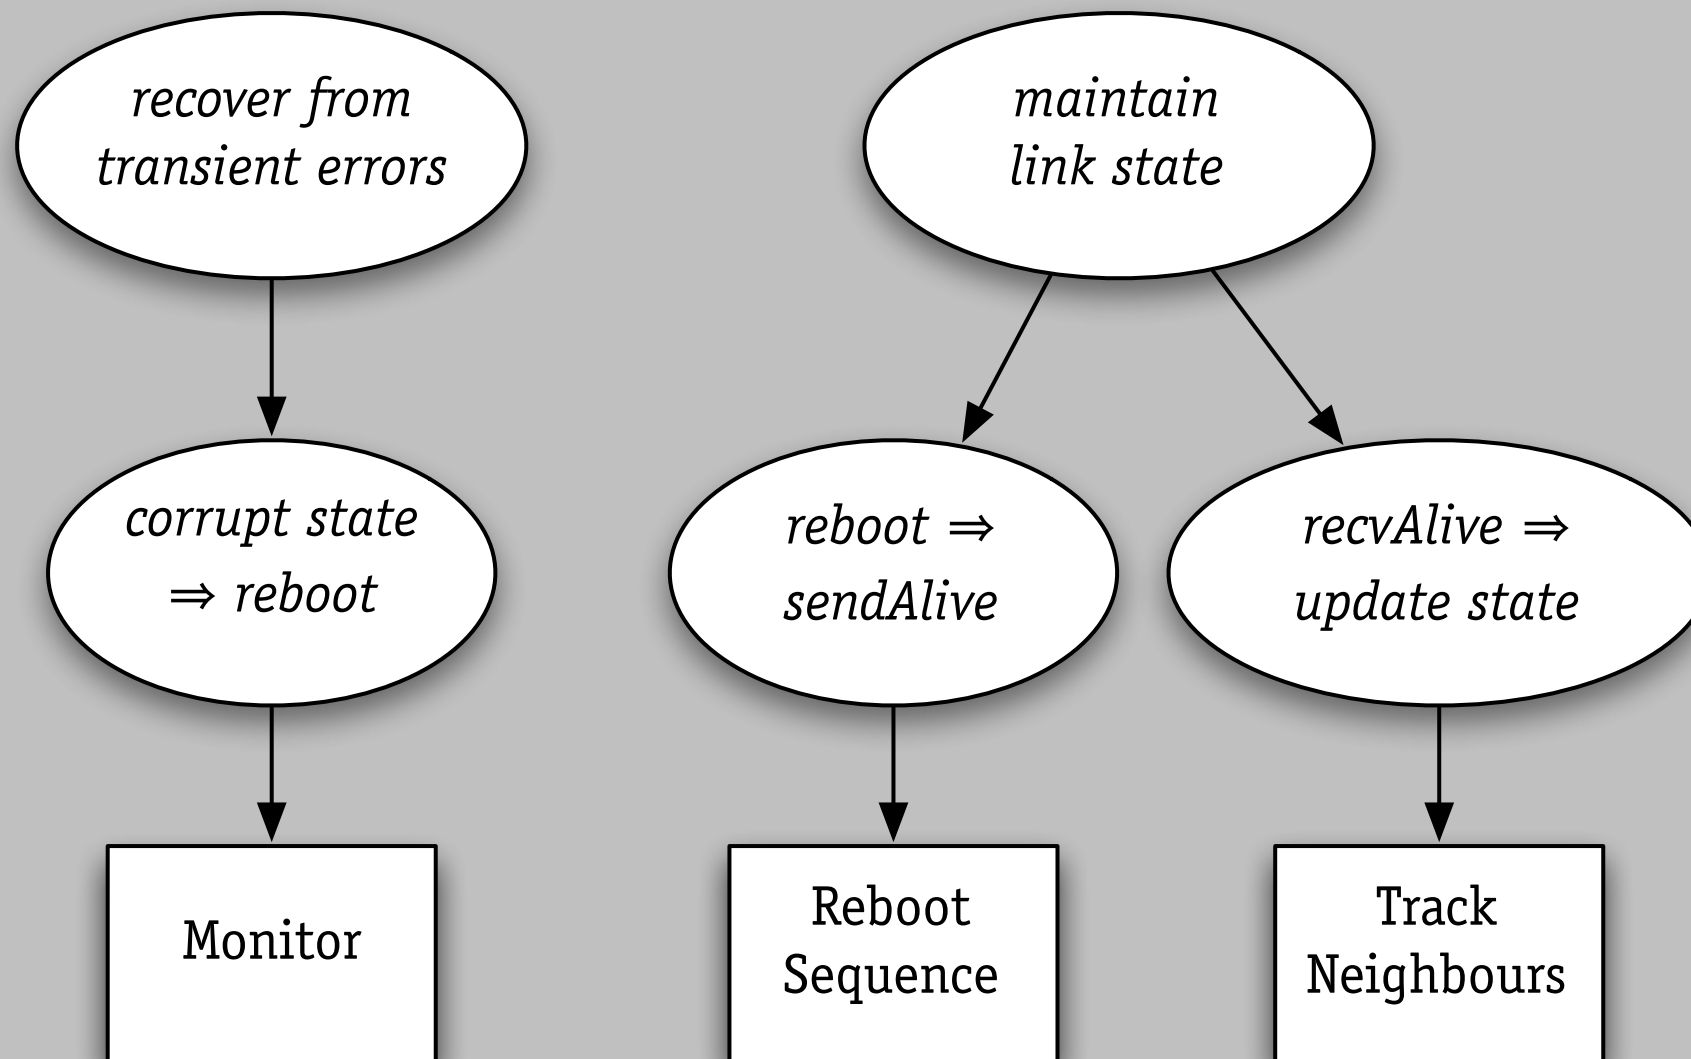 recover from
transient errors
maintain
link state
corrupt state
⇒ reboot
reboot ⇒
sendAlive
recvAlive ⇒
update state
Monitor
Reboot
Sequence
Track
Neighbours